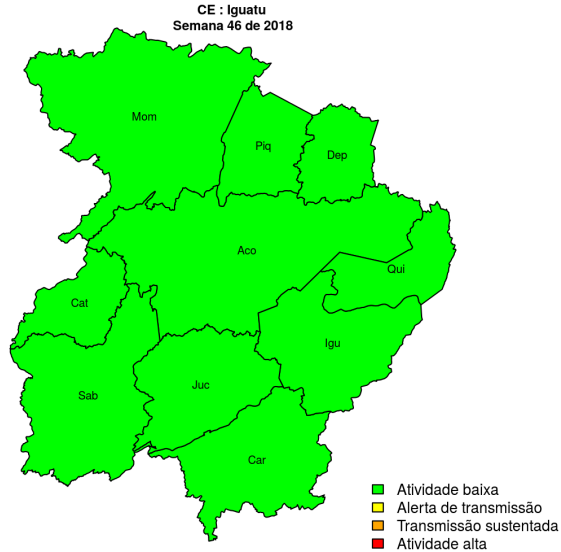 CE : Iguatu
Semana 46 de 2018
Mom
Piq
Dep
Aco
Qui
Cat
Igu
Juc
Sab
Car
Atividade baixa
Alerta de transmissão
Transmissão sustentada
Atividade alta